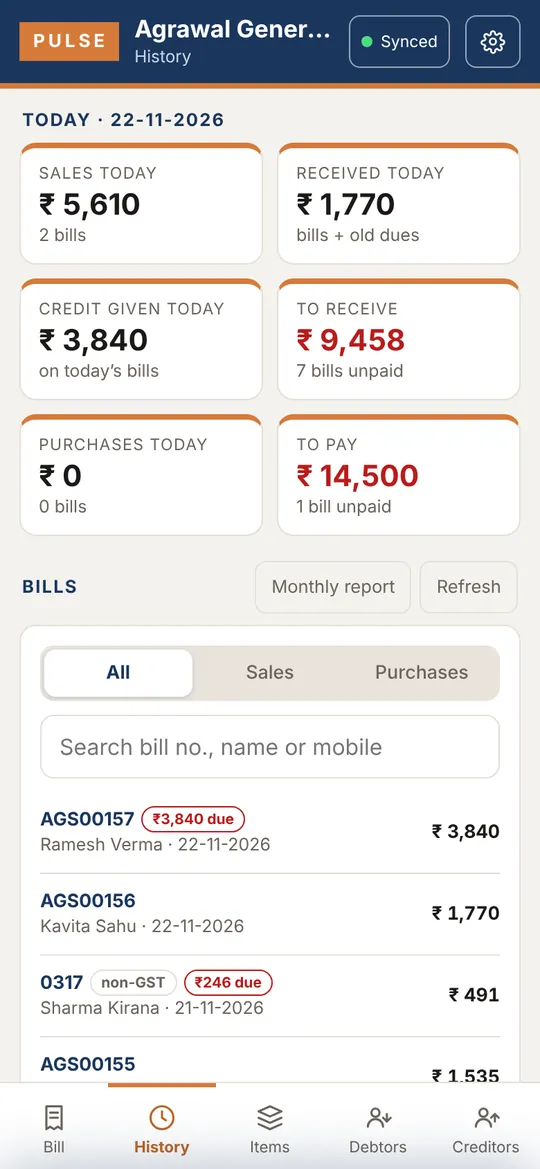 PULSE
Agrawal Gener...
History
Synced
TODAY · 22-11-2026
SALES TODAY
₹ 5,610
2 bills
RECEIVED TODAY
₹ 1,770
bills + old dues
CREDIT GIVEN TODAY
₹ 3,840
on today’s bills
TO RECEIVE
₹ 9,458
7 bills unpaid
PURCHASES TODAY
₹ 0
0 bills
TO PAY
₹ 14,500
1 bill unpaid
BILLS
Monthly report
Refresh
All
Sales
Purchases
Search bill no., name or mobile
AGS00157 ₹3,840 due
Ramesh Verma · 22-11-2026
₹ 3,840
AGS00156
Kavita Sahu · 22-11-2026
₹ 1,770
0317 non-GST ₹246 due
Sharma Kirana · 21-11-2026
₹ 491
AGS00155
₹ 1,535
Bill
History
Items
Debtors
Creditors